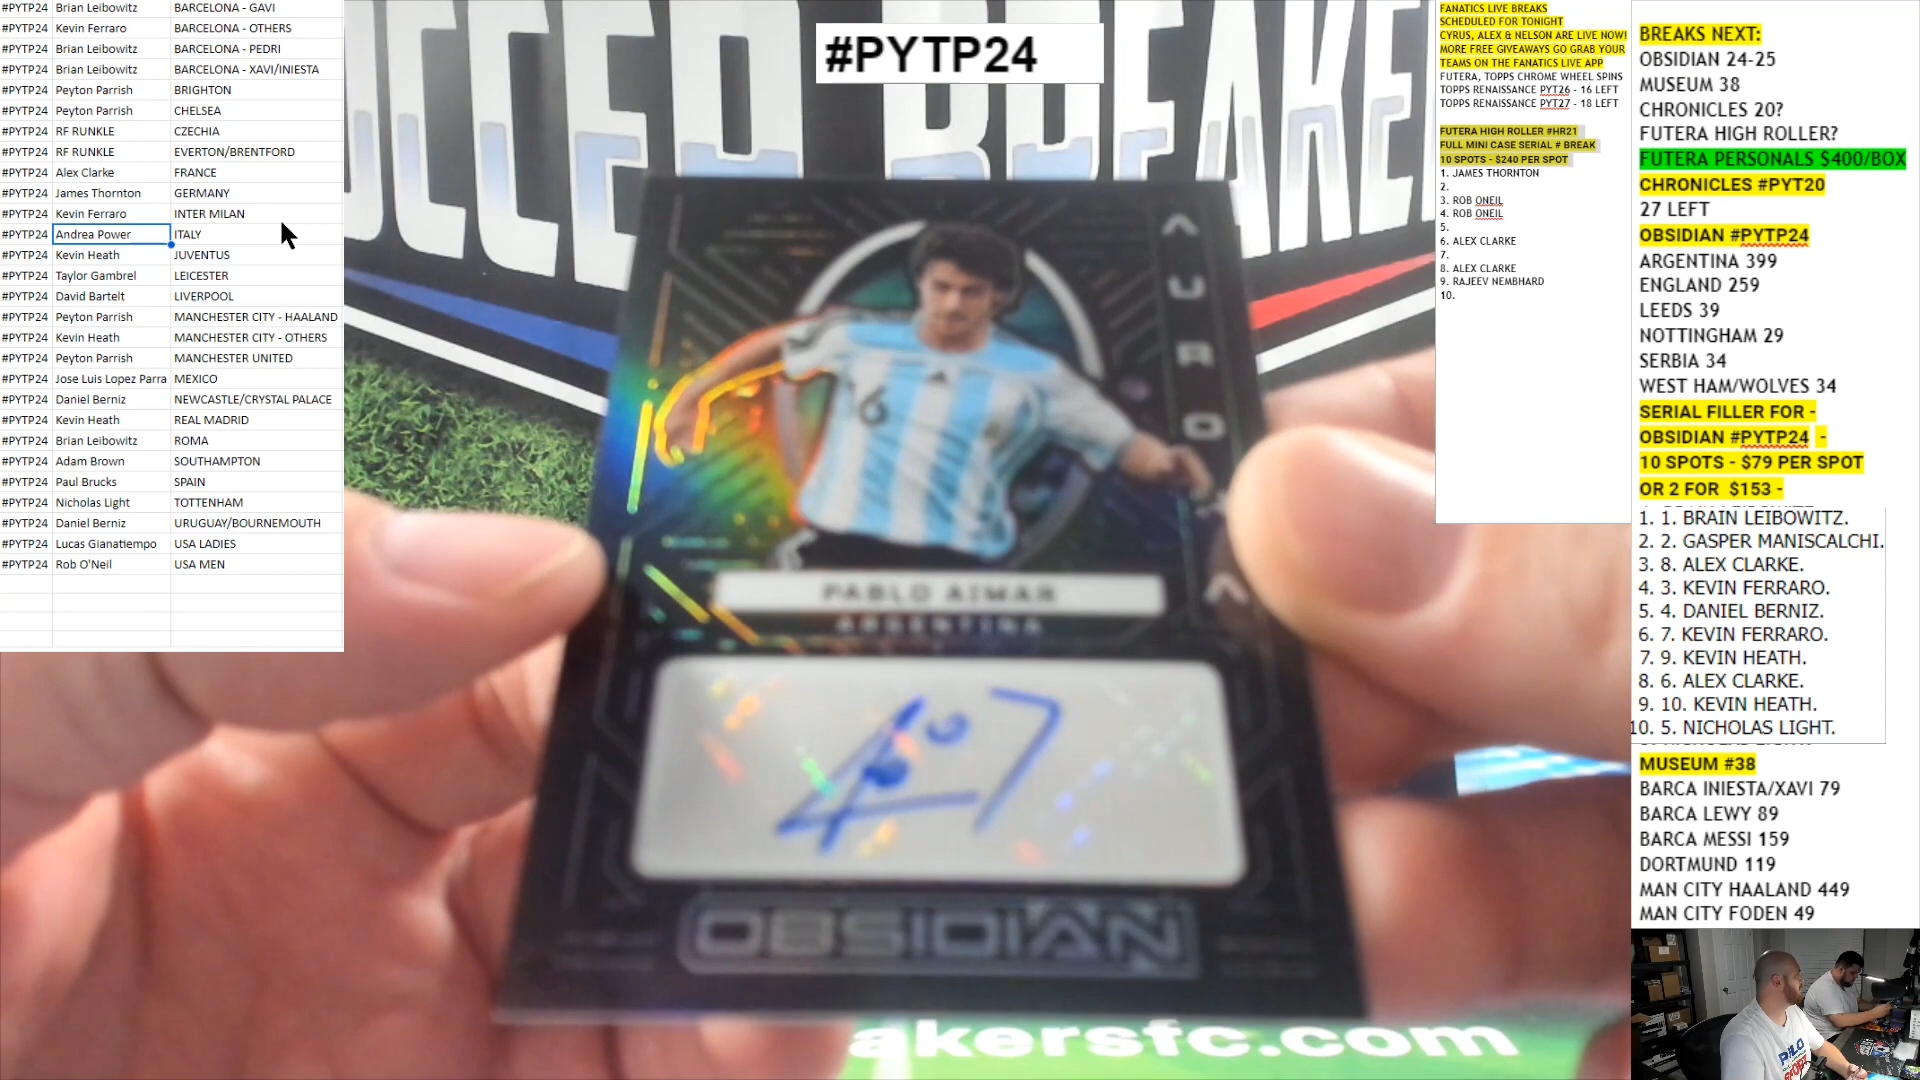 #PYTP24 Brian Leibowitz BARCELONA - GAVI
#PYTP24 Kevin Ferraro BARCELONA - OTHERS
#PYTP24 Brian Leibowitz BARCELONA - PEDRI
#PYTP24 Brian Leibowitz BARCELONA - XAVI/INIESTA
#PYTP24 Peyton Parrish BRIGHTON
#PYTP24 Peyton Parrish CHELSEA
#PYTP24 RF RUNKLE CZECHIA
#PYTP24 RF RUNKLE EVERTON/BRENTFORD
#PYTP24 Alex Clarke FRANCE
#PYTP24 James Thornton GERMANY
#PYTP24 Kevin Ferraro INTER MILAN
#PYTP24 Andrea Power ITALY
#PYTP24 Kevin Heath JUVENTUS
#PYTP24 Taylor Gambrel LEICESTER
#PYTP24 David Bartelt LIVERPOOL
#PYTP24 Peyton Parrish MANCHESTER CITY - HAALAND
#PYTP24 Kevin Heath MANCHESTER CITY - OTHERS
#PYTP24 Peyton Parrish MANCHESTER UNITED
#PYTP24 Jose Luis Lopez Parra MEXICO
#PYTP24 Daniel Berniz NEWCASTLE/CRYSTAL PALACE
#PYTP24 Kevin Heath REAL MADRID
#PYTP24 Brian Leibowitz ROMA
#PYTP24 Adam Brown SOUTHAMPTON
#PYTP24 Paul Brucks SPAIN
#PYTP24 Nicholas Light TOTTENHAM
#PYTP24 Daniel Berniz URUGUAY/BOURNEMOUTH
#PYTP24 Lucas Gianatiempo USA LADIES
#PYTP24 Rob O'Neil USA MEN
#PYTP24
SOCCER BREAKE
AURO
6
PABLO AIMAR
ARGENTINA
OBSIDIAN
akersfc.com
FANATICS LIVE BREAKS
SCHEDULED FOR TONIGHT
CYRUS, ALEX & NELSON ARE LIVE NOW!
MORE FREE GIVEAWAYS GO GRAB YOUR
TEAMS ON THE FANATICS LIVE APP
FUTERA, TOPPS CHROME WHEEL SPINS
TOPPS RENAISSANCE PYT26 - 16 LEFT
TOPPS RENAISSANCE PYT27 - 18 LEFT
FUTERA HIGH ROLLER #HR21
FULL MINI CASE SERIAL # BREAK
10 SPOTS - $240 PER SPOT
1. JAMES THORNTON
2.
3. ROB ONEIL
4. ROB ONEIL
5.
6. ALEX CLARKE
7.
8. ALEX CLARKE
9. RAJEEV NEMBHARD
10.
BREAKS NEXT:
OBSIDIAN 24-25
MUSEUM 38
CHRONICLES 20?
FUTERA HIGH ROLLER?
FUTERA PERSONALS $400/BOX
CHRONICLES #PYT20
27 LEFT
OBSIDIAN #PYTP24
ARGENTINA 399
ENGLAND 259
LEEDS 39
NOTTINGHAM 29
SERBIA 34
WEST HAM/WOLVES 34
SERIAL FILLER FOR -
OBSIDIAN #PYTP24 -
10 SPOTS - $79 PER SPOT
OR 2 FOR $153 -
1. 1. BRAIN LEIBOWITZ.
2. 2. GASPER MANISCALCHI.
3. 8. ALEX CLARKE.
4. 3. KEVIN FERRARO.
5. 4. DANIEL BERNIZ.
6. 7. KEVIN FERRARO.
7. 9. KEVIN HEATH.
8. 6. ALEX CLARKE.
9. 10. KEVIN HEATH.
10. 5. NICHOLAS LIGHT.
MUSEUM #38
BARCA INIESTA/XAVI 79
BARCA LEWY 89
BARCA MESSI 159
DORTMUND 119
MAN CITY HAALAND 449
MAN CITY FODEN 49